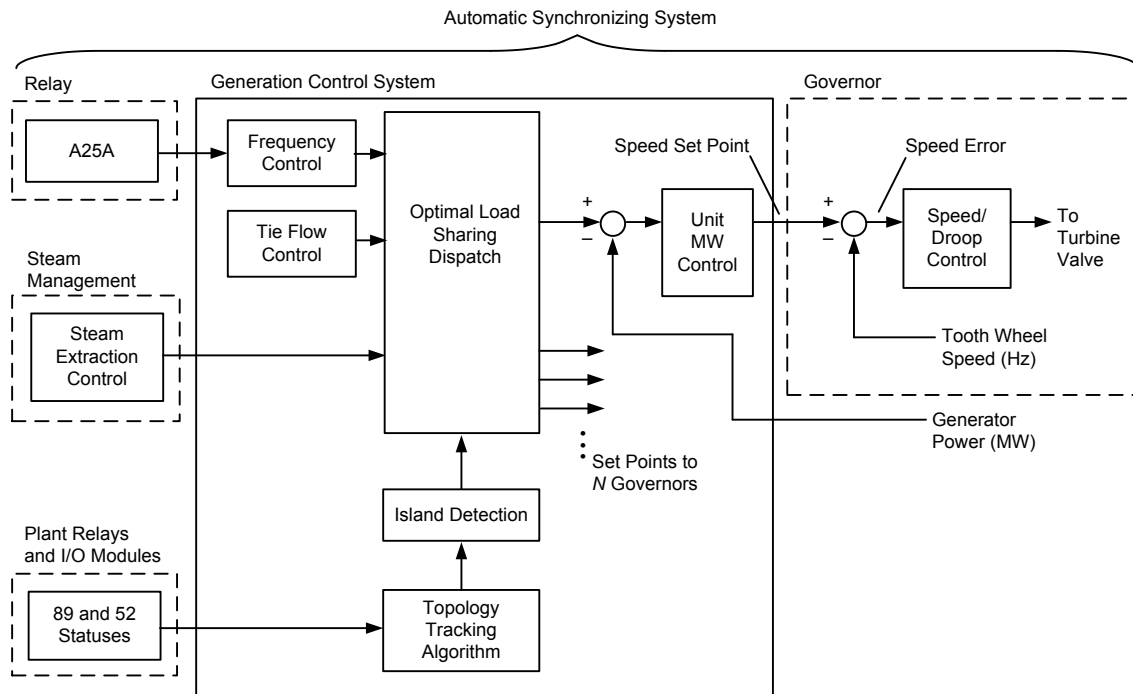 Automatic Synchronizing System
Relay
Generation Control System
Governor
A25A
Frequency
Control
Tie Flow
Control
Optimal Load
Sharing
Dispatch
+
–
Unit
MW
Control
Speed Set Point
Speed Error
+
–
Speed/
Droop
Control
To
Turbine
Valve
Steam
Management
Steam
Extraction
Control
Tooth Wheel
Speed (Hz)
Generator
Power (MW)
Set Points to
N Governors
Island Detection
Plant Relays
and I/O Modules
89 and 52
Statuses
Topology
Tracking
Algorithm